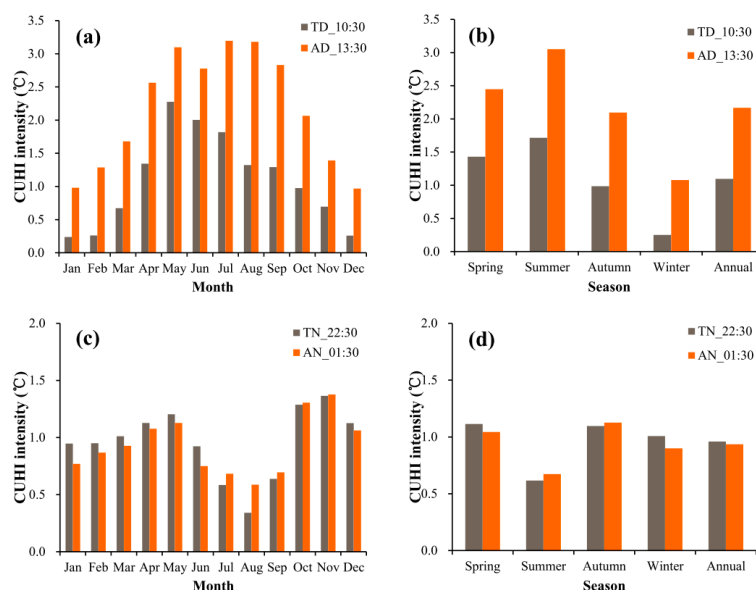 (a)
TD_10:30
AD_13:30
CUHI intensity (℃)
3.5
3.0
2.5
2.0
1.5
1.0
0.5
0.0
Jan Feb Mar Apr May Jun Jul Aug Sep Oct Nov Dec
Month
(b)
TD_10:30
AD_13:30
CUHI intensity (℃)
3.5
3.0
2.5
2.0
1.5
1.0
0.5
0.0
Spring Summer Autumn Winter Annual
Season
(c)
TN_22:30
AN_01:30
CUHI intensity (℃)
2.0
1.5
1.0
0.5
0.0
Jan Feb Mar Apr May Jun Jul Aug Sep Oct Nov Dec
Month
(d)
TN_22:30
AN_01:30
CUHI intensity (℃)
2.0
1.5
1.0
0.5
0.0
Spring Summer Autumn Winter Annual
Season